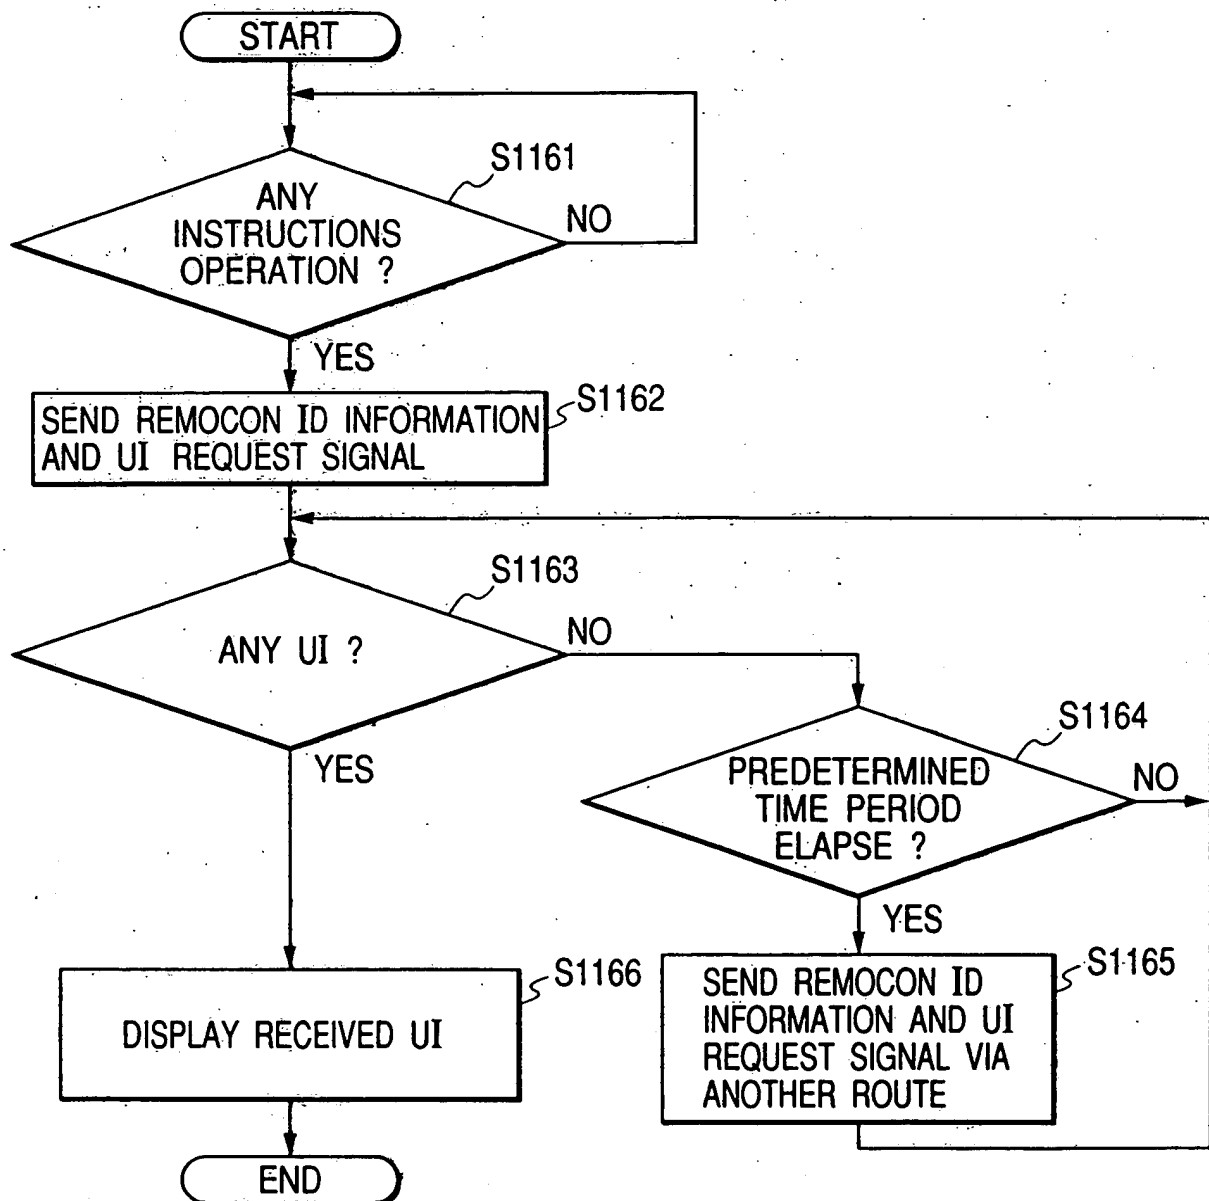 START
S1161
ANY
INSTRUCTIONS
OPERATION ?
NO
YES
S1162
SEND REMOCON ID INFORMATION
AND UI REQUEST SIGNAL
S1163
ANY UI ?
NO
YES
S1164
PREDETERMINED
TIME PERIOD
ELAPSE ?
NO
YES
S1165
SEND REMOCON ID
INFORMATION AND UI
REQUEST SIGNAL VIA
ANOTHER ROUTE
S1166
DISPLAY RECEIVED UI
END